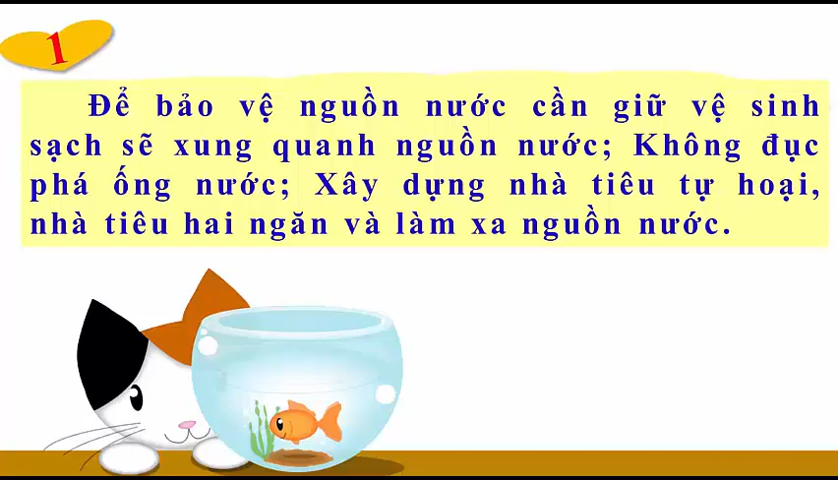 1
Để bảo vệ nguồn nước cần giữ vệ sinh
sạch sẽ xung quanh nguồn nước; Không đục
phá ống nước; Xây dựng nhà tiêu tự hoại,
nhà tiêu hai ngăn và làm xa nguồn nước.